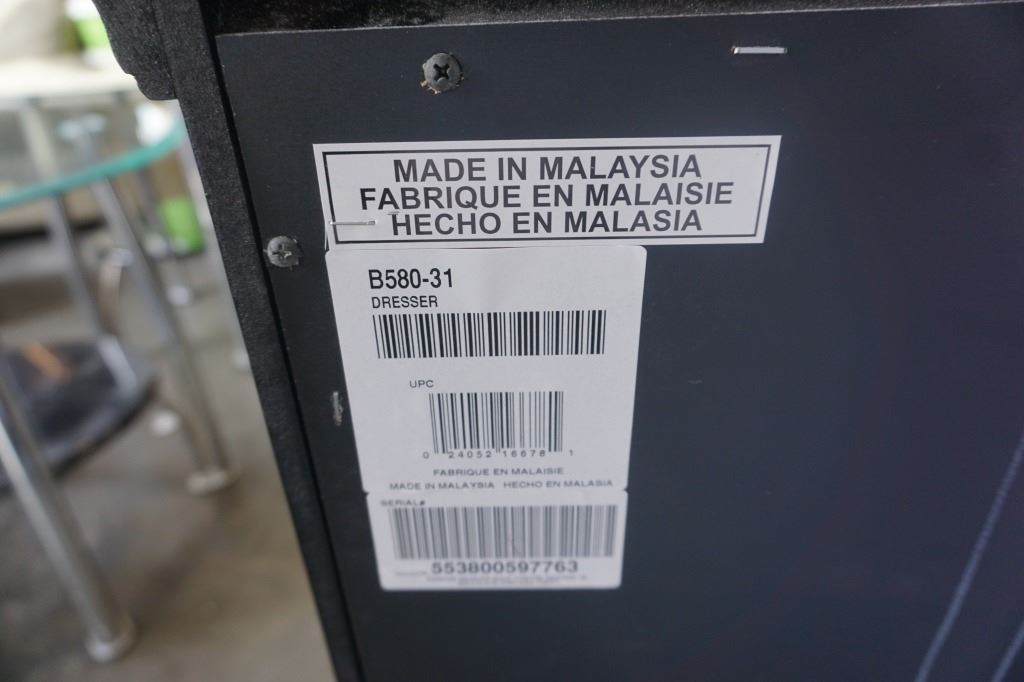 MADE IN MALAYSIA
FABRIQUE EN MALAISIE
HECHO EN MALASIA
B580-31
DRESSER
UPC
0 24052 16678 1
FABRIQUE EN MALAISIE
MADE IN MALAYSIA HECHO EN MALASIA
SERIAL#
553800597763